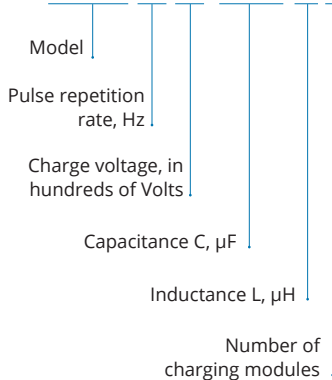 Model
Pulse repetition
rate, Hz
Charge voltage, in
hundreds of Volts
Capacitance C, µF
Inductance L, µH
Number of
charging modules